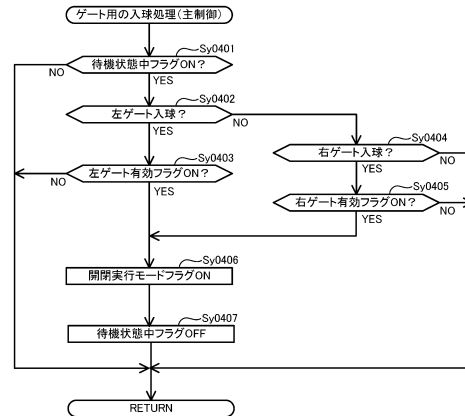 ゲート用の入球処理(主制御)
Sy0401
待機状態中フラグON？
NO
YES
Sy0402
左ゲート入球？
NO
YES
Sy0404
右ゲート入球？
NO
YES
Sy0403
左ゲート有効フラグON？
NO
YES
Sy0405
右ゲート有効フラグON？
NO
YES
Sy0406
開閉実行モードフラグON
Sy0407
待機状態中フラグOFF
RETURN